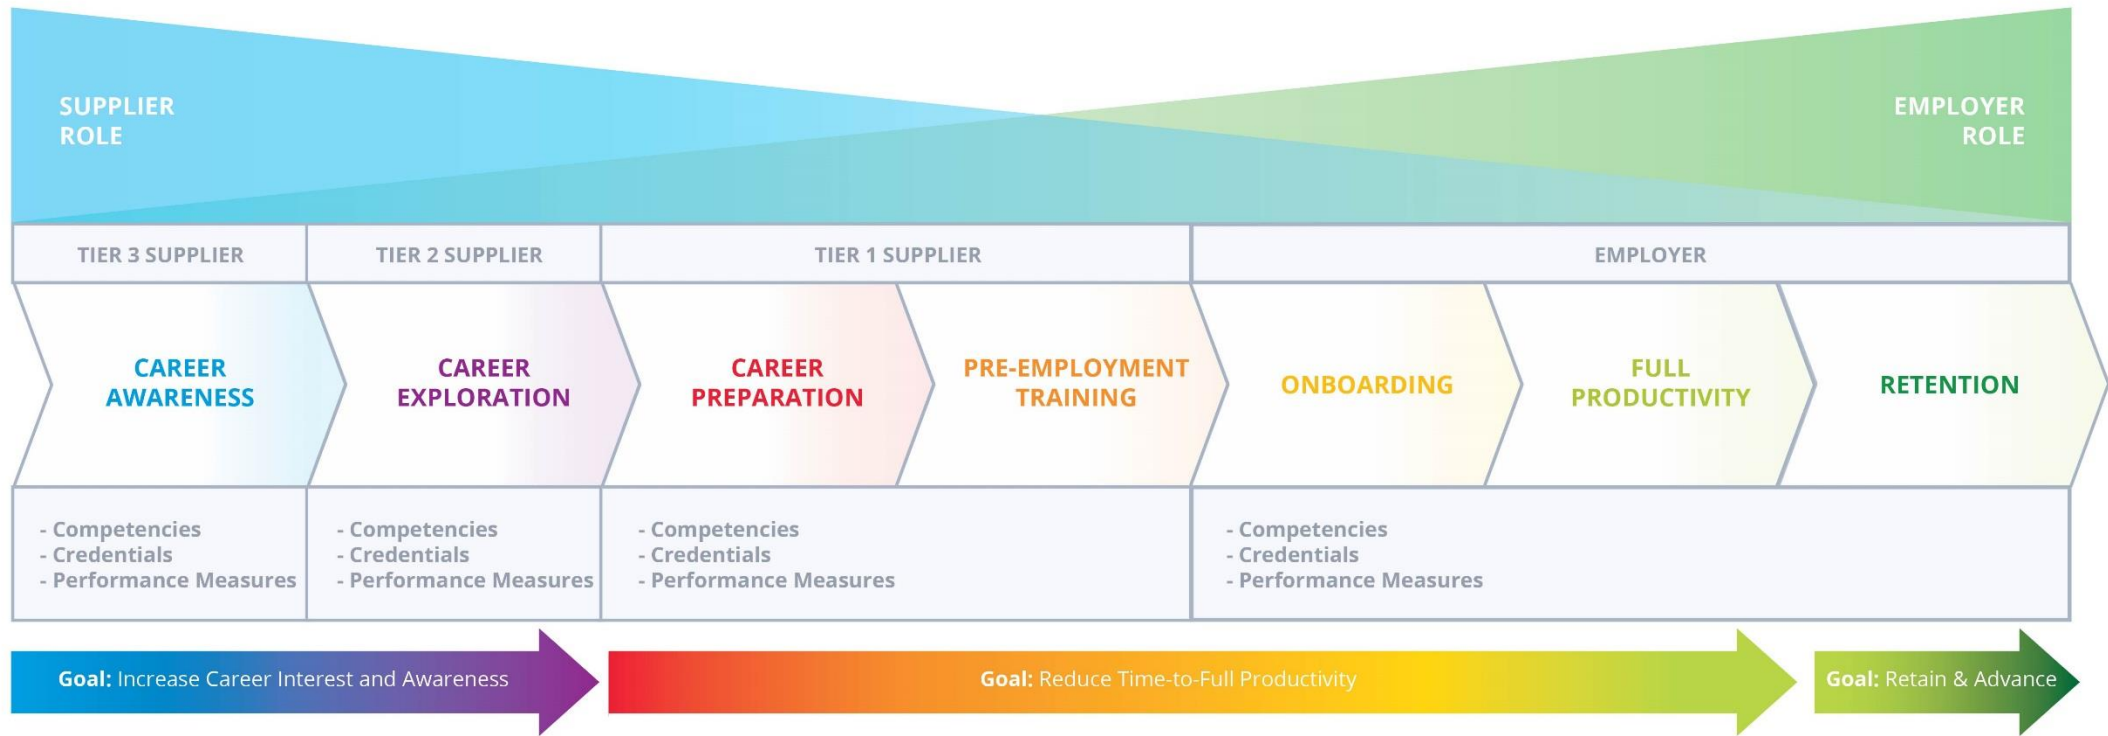 SUPPLIER
ROLE
EMPLOYER
ROLE
TIER 3 SUPPLIER
TIER 2 SUPPLIER
TIER 1 SUPPLIER
EMPLOYER
CAREER
AWARENESS
CAREER
EXPLORATION
CAREER
PREPARATION
PRE-EMPLOYMENT
TRAINING
ONBOARDING
FULL
PRODUCTIVITY
RETENTION
- Competencies
- Credentials
- Performance Measures
- Competencies
- Credentials
- Performance Measures
- Competencies
- Credentials
- Performance Measures
- Competencies
- Credentials
- Performance Measures
Goal: Increase Career Interest and Awareness
Goal: Reduce Time-to-Full Productivity
Goal: Retain & Advance